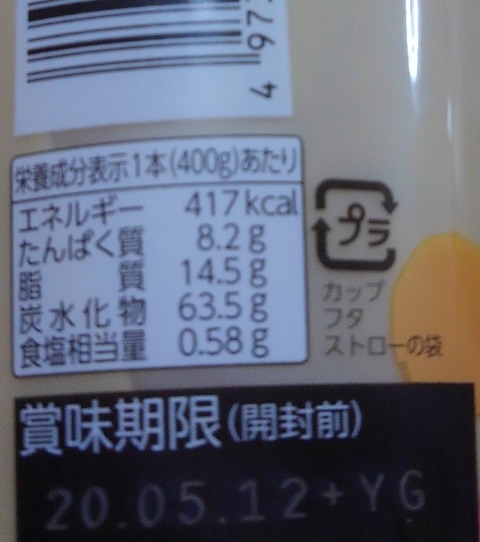 4 97
栄養成分表示1本(400g)あたり
エネルギー 417kcal
たんぱく質 8.2g
脂質 14.5g
炭水化物 63.5g
食塩相当量 0.58g
プラ
カップ
フタ
ストローの袋
賞味期限(開封前)
20.05.12+YG